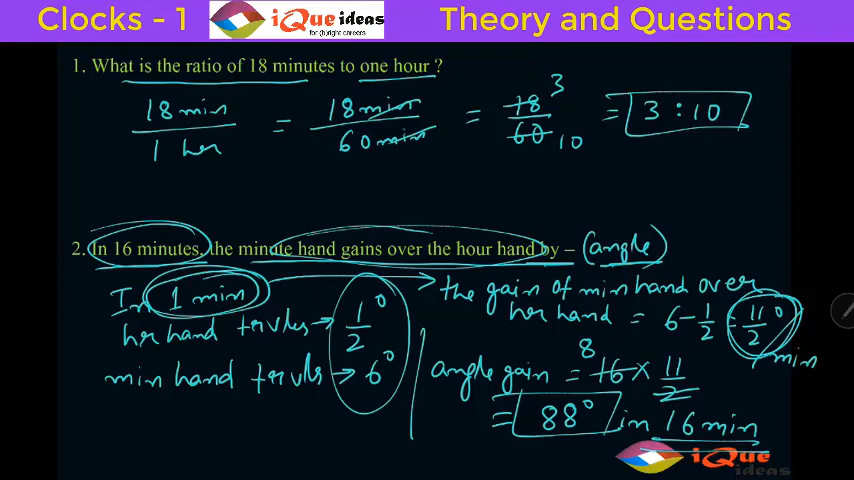 Clocks - 1
iQue ideas
for (b)right careers
Theory and Questions
1. What is the ratio of 18 minutes to one hour ?
18 min / 1 hr = 18 min / 60 min = 18 / 60 3 10 = 3 : 10
2. In 16 minutes, the minute hand gains over the hour hand by – (angle)
In 1 min → the gain of min hand over
hr hand = 6 - 1/2 = 11/2° / min
hr hand trvles → 1/2°
min hand trvles → 6°
angle gain = 16 8 × 11/2
= 88° in 16 min
iQue
ideas